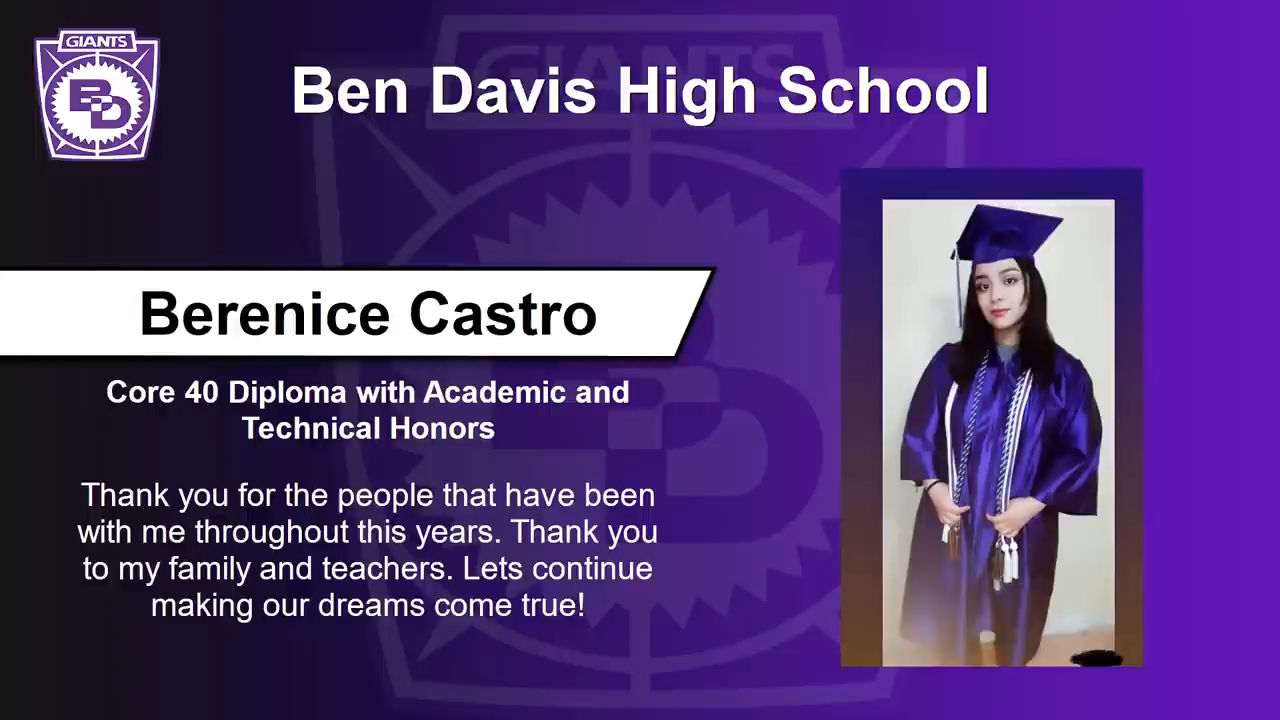 GIANTS
BD
Ben Davis High School
Berenice Castro
Core 40 Diploma with Academic and
Technical Honors
Thank you for the people that have been
with me throughout this years. Thank you
to my family and teachers. Lets continue
making our dreams come true!
GIANTS
BD